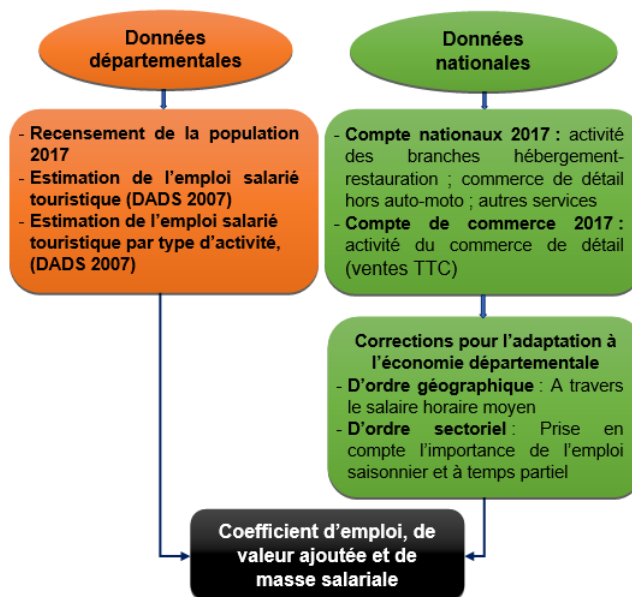 Données
départementales
- Recensement de la population
2017
- Estimation de l'emploi salarié
touristique (DADS 2007)
- Estimation de l'emploi salarié
touristique par type d'activité,
(DADS 2007)
Données
nationales
- Compte nationaux 2017 : activité
des branches hébergement-
restauration ; commerce de détail
hors auto-moto ; autres services
- Compte de commerce 2017 :
activité du commerce de détail
(ventes TTC)
Corrections pour l'adaptation à
l'économie départementale
- D'ordre géographique : A travers
le salaire horaire moyen
- D'ordre sectoriel : Prise en
compte l'importance de l'emploi
saisonnier et à temps partiel
Coefficient d'emploi, de
valeur ajoutée et de
masse salariale